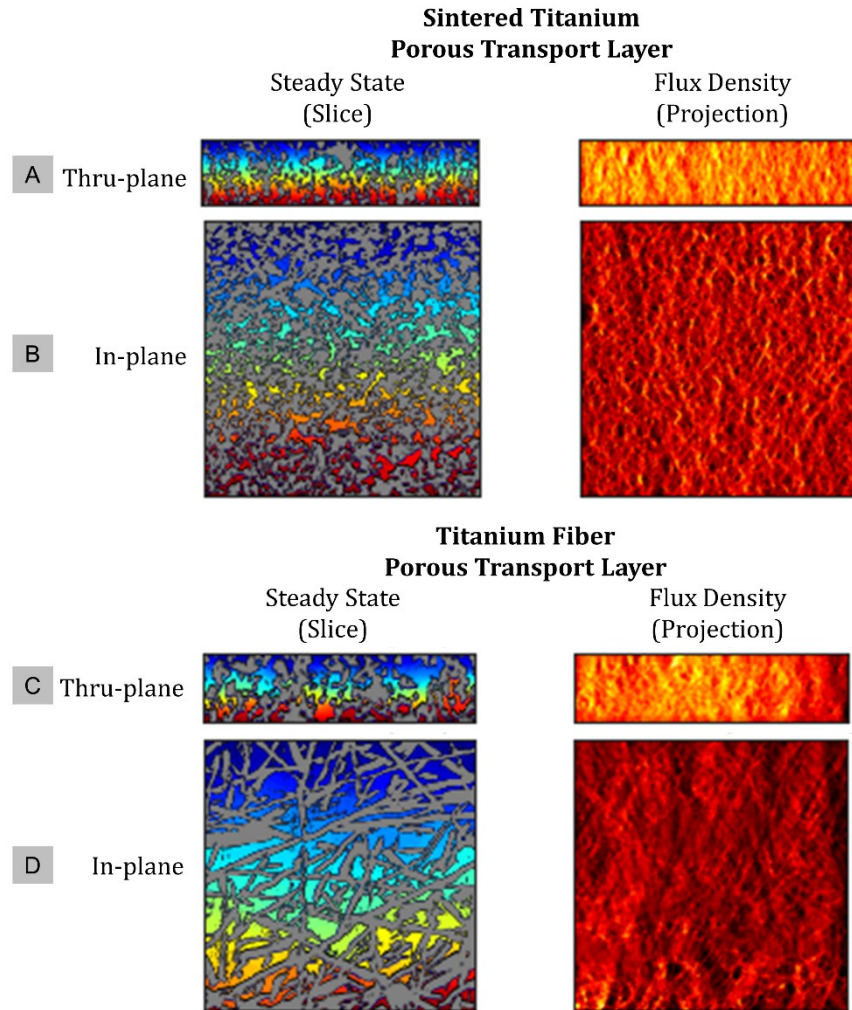 Sintered Titanium
Porous Transport Layer
Steady State
(Slice)
Flux Density
(Projection)
A Thru-plane
B In-plane
Titanium Fiber
Porous Transport Layer
Steady State
(Slice)
Flux Density
(Projection)
C Thru-plane
D In-plane